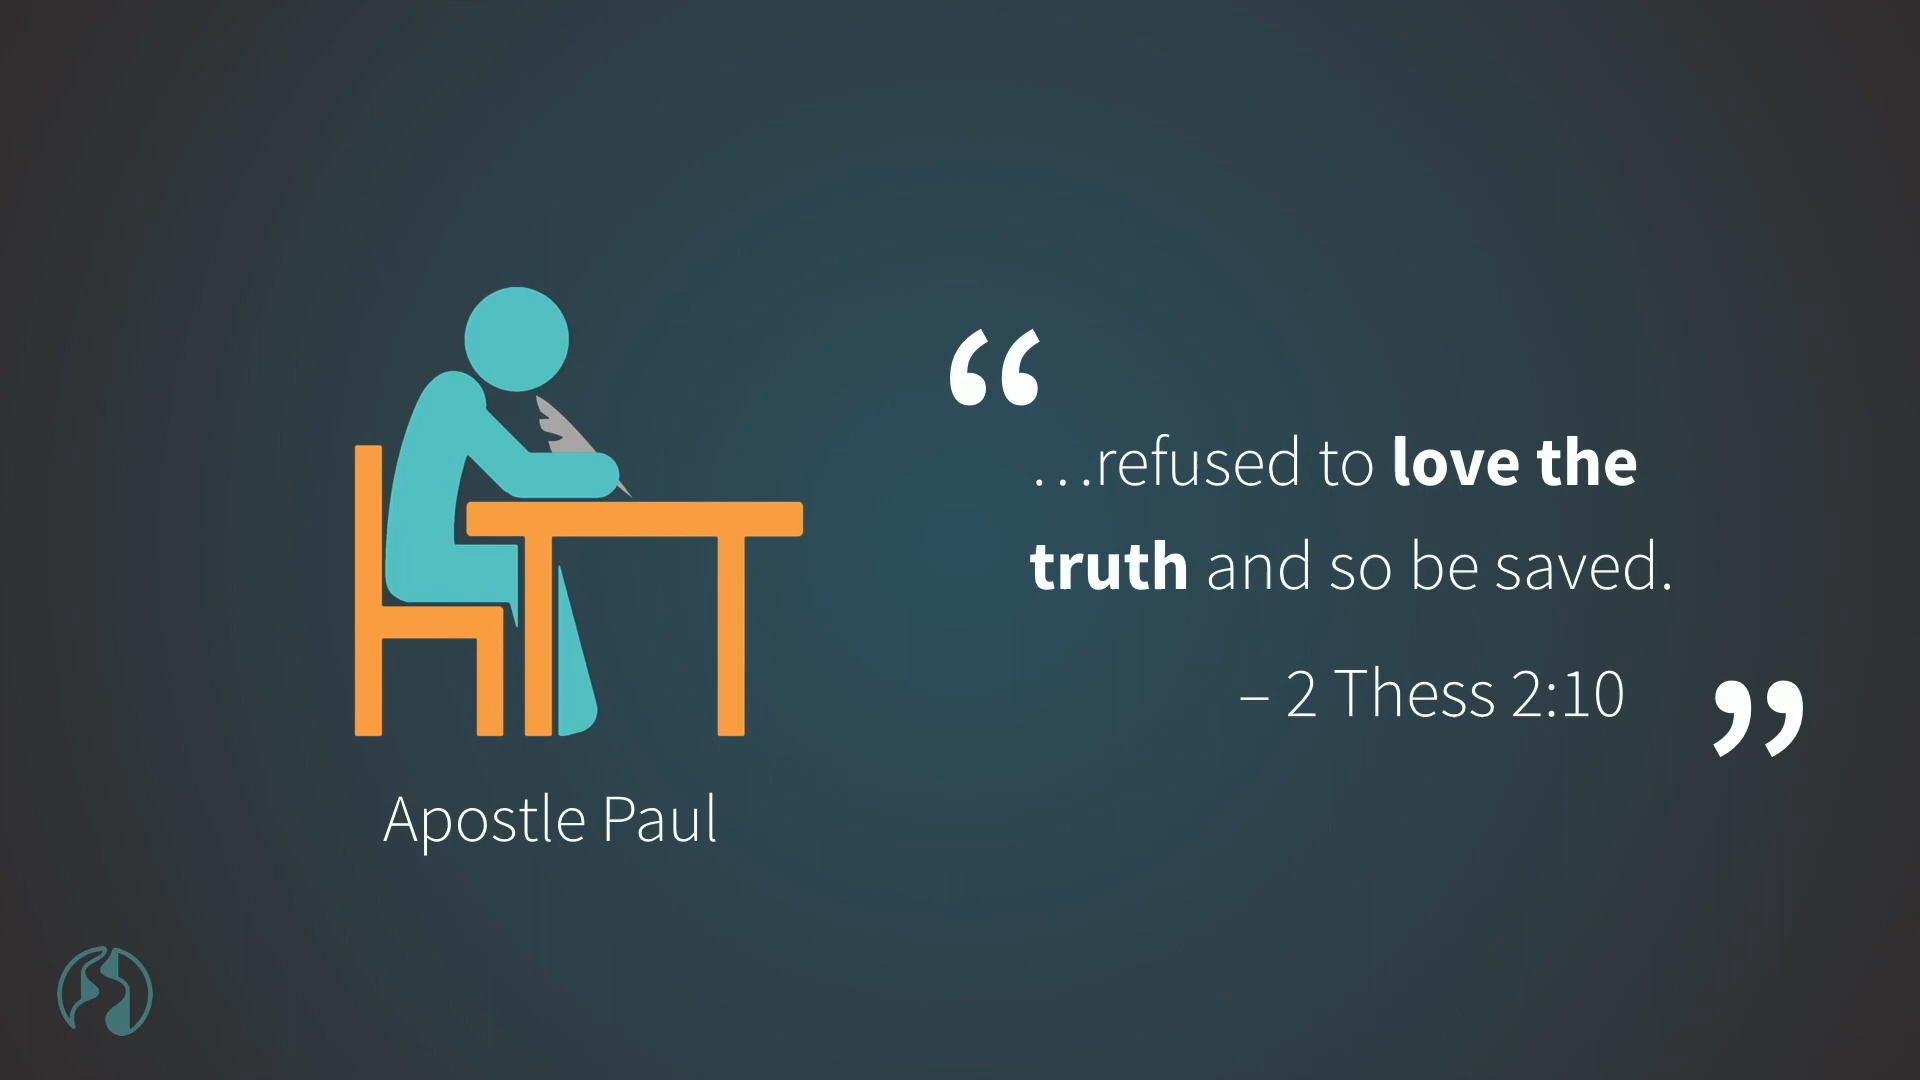 “
…refused to love the
truth and so be saved.
– 2 Thess 2:10
”
Apostle Paul